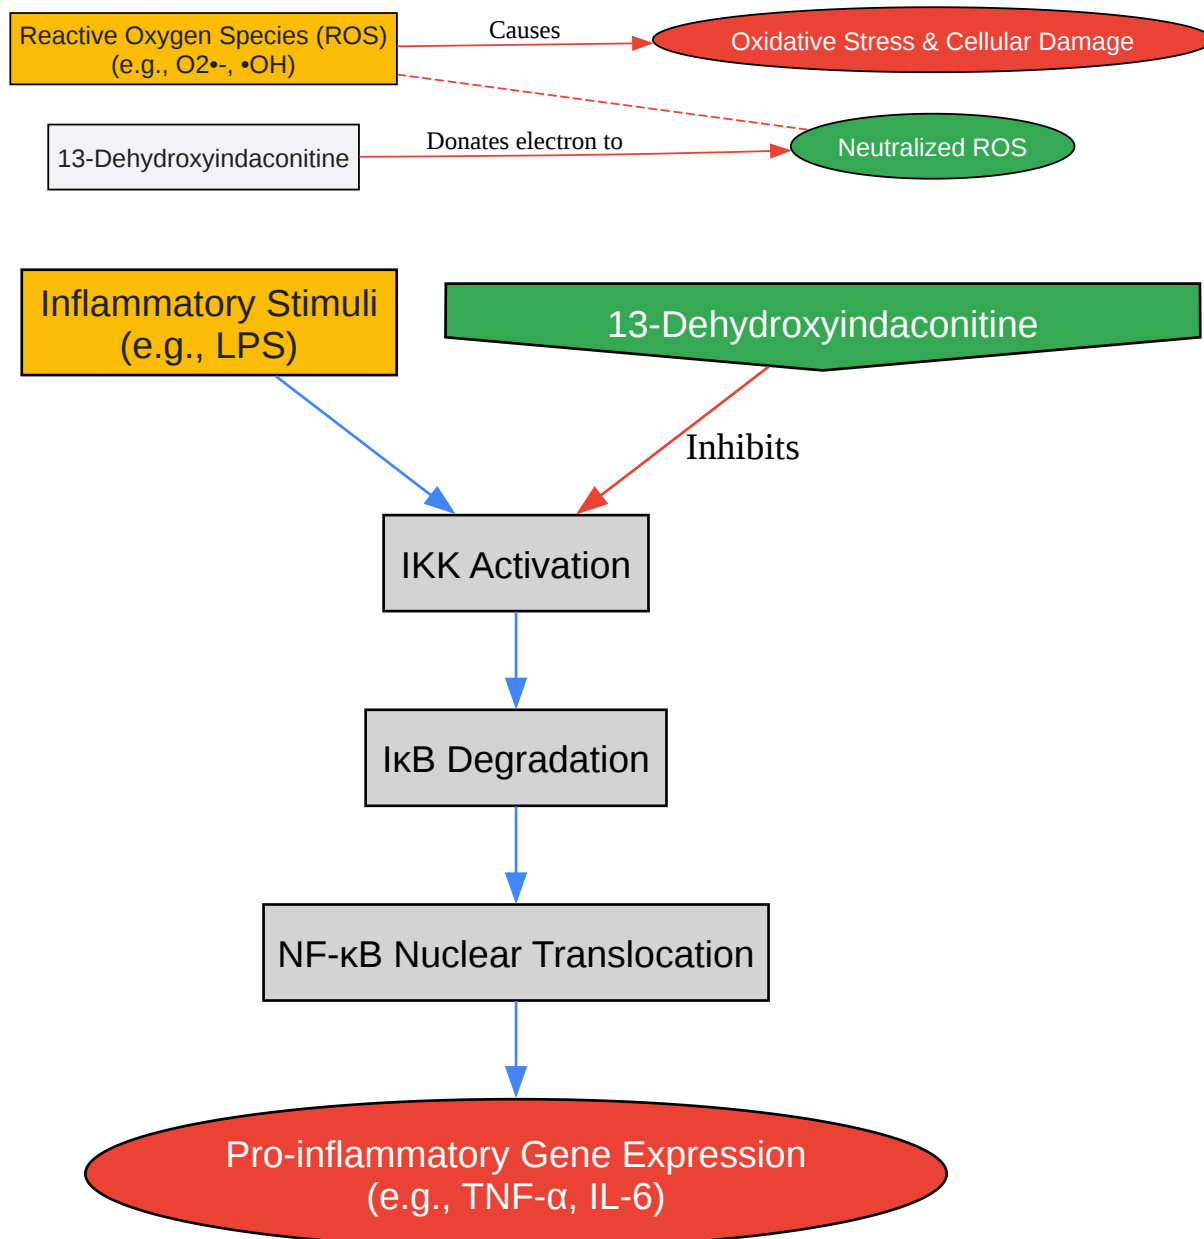 Reactive Oxygen Species (ROS)
(e.g., O2•-, •OH)
Causes
Oxidative Stress & Cellular Damage
13-Dehydroxyindaconitine
Donates electron to
Neutralized ROS
Inflammatory Stimuli
(e.g., LPS)
13-Dehydroxyindaconitine
Inhibits
IKK Activation
IκB Degradation
NF-κB Nuclear Translocation
Pro-inflammatory Gene Expression
(e.g., TNF-α, IL-6)